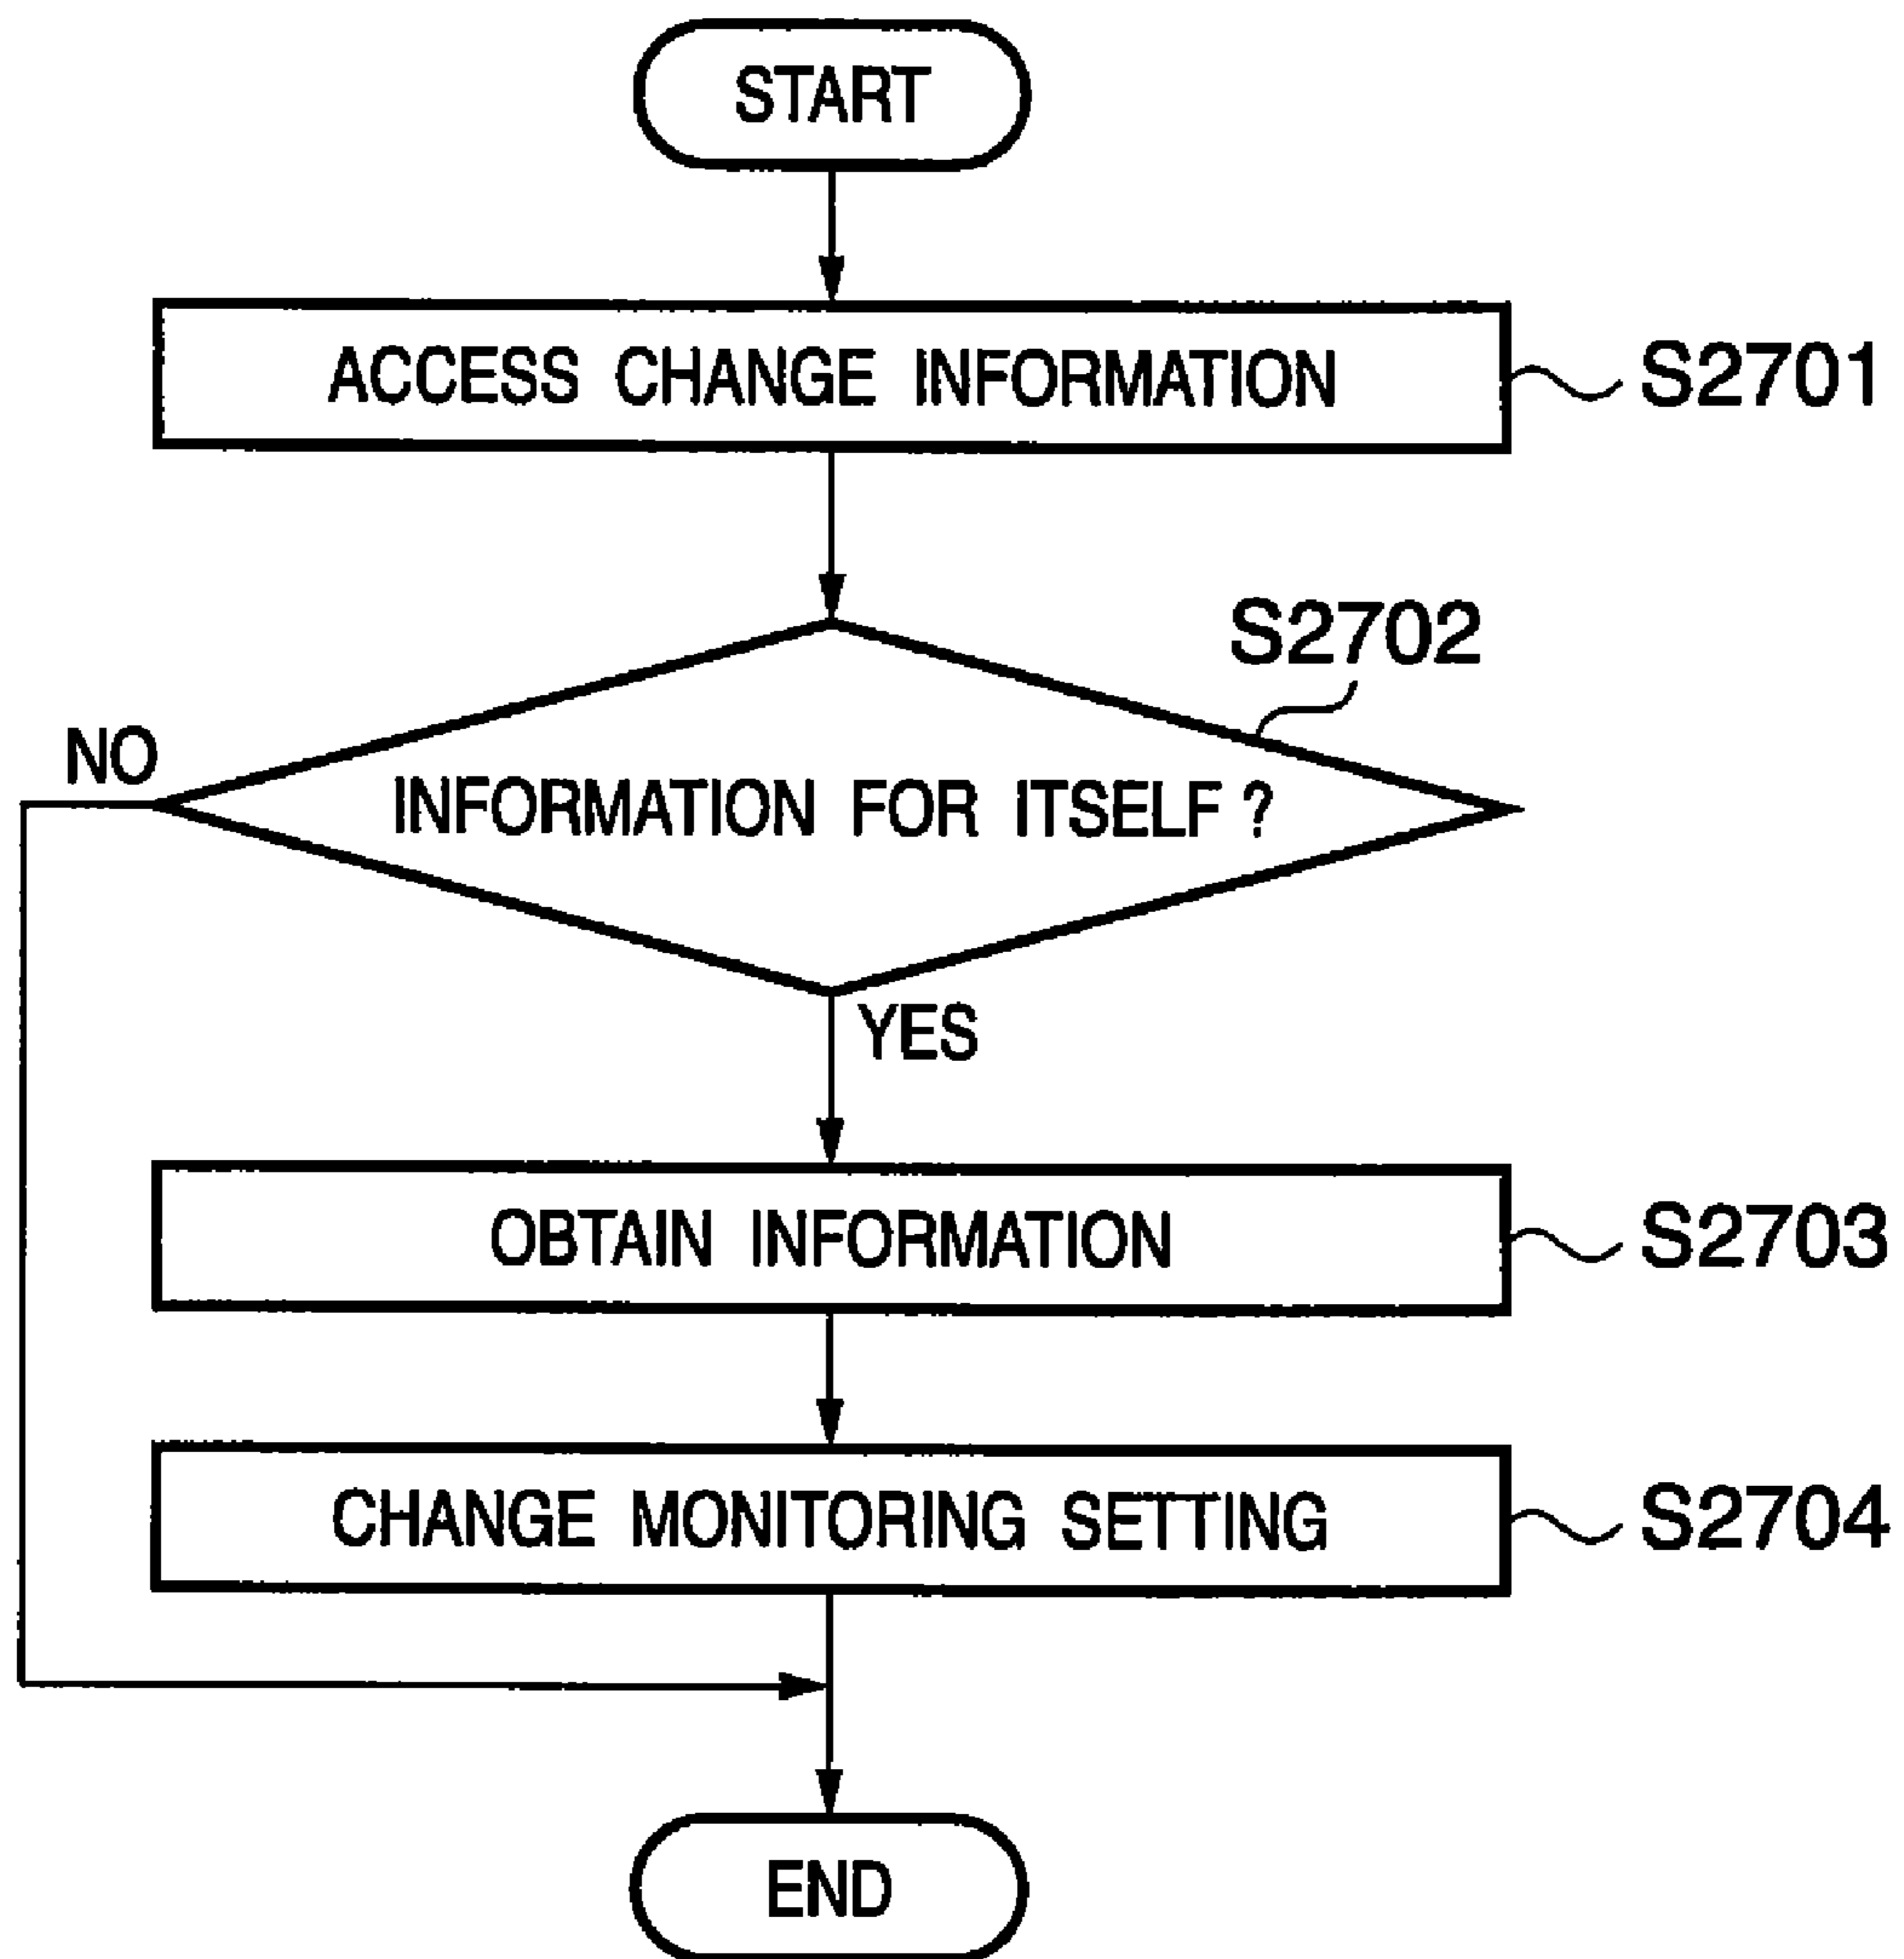 START
ACCESS CHANGE INFORMATION
S2701
S2702
NO
INFORMATION FOR ITSELF ?
YES
OBTAIN INFORMATION
S2703
CHANGE MONITORING SETTING
S2704
END